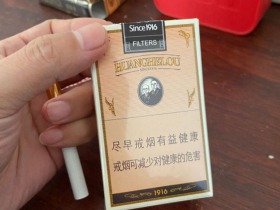 Since 1916
FILTERS
HUANGHELOU
尽早戒烟有益健康
戒烟可减少对健康的危害
1916